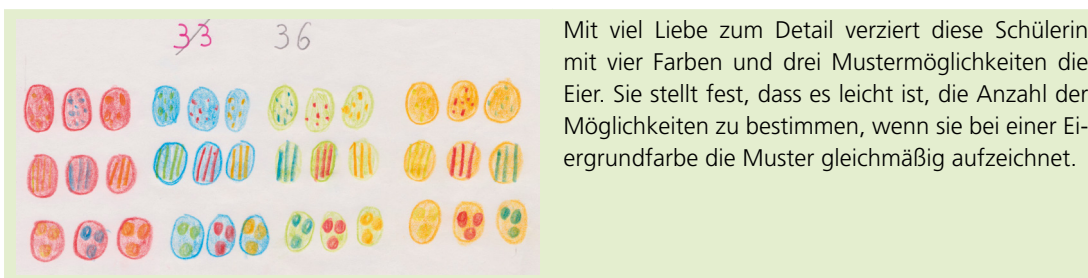 33 36
Mit viel Liebe zum Detail verziert diese Schülerin
mit vier Farben und drei Mustermöglichkeiten die
Eier. Sie stellt fest, dass es leicht ist, die Anzahl der
Möglichkeiten zu bestimmen, wenn sie bei einer Ei-
ergrundfarbe die Muster gleichmäßig aufzeichnet.